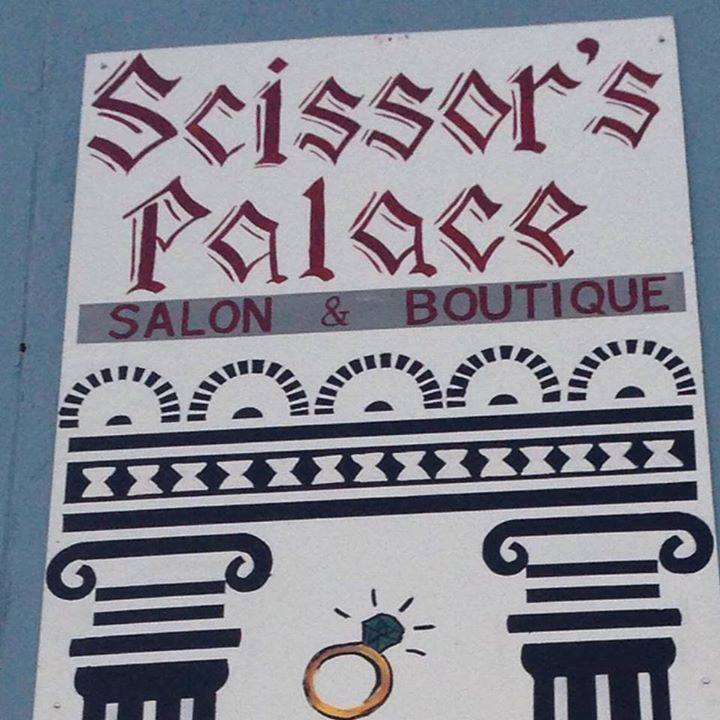 Scissor's
Palace
SALON & BOUTIQUE